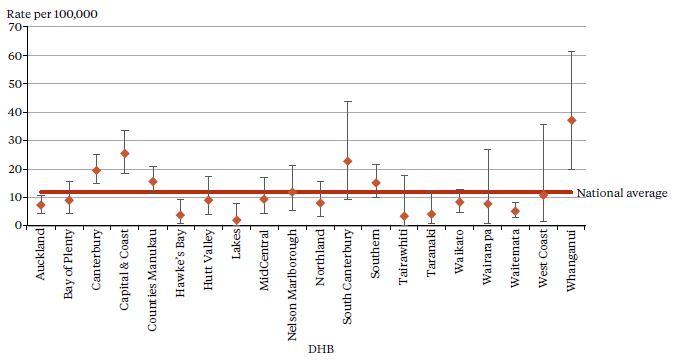 Rate per 100,000
70
60
50
40
30
20
10
0
National average
Auckland
Bay of Plenty
Canterbury
Capital & Coast
Counties Manukau
Hawke's Bay
Hutt Valley
Lakes
MidCentral
Nelson Marlborough
Northland
South Canterbury
Southern
Tairawhiti
Taranaki
Waikato
Wairarapa
Waitemata
West Coast
Whanganui
DHB